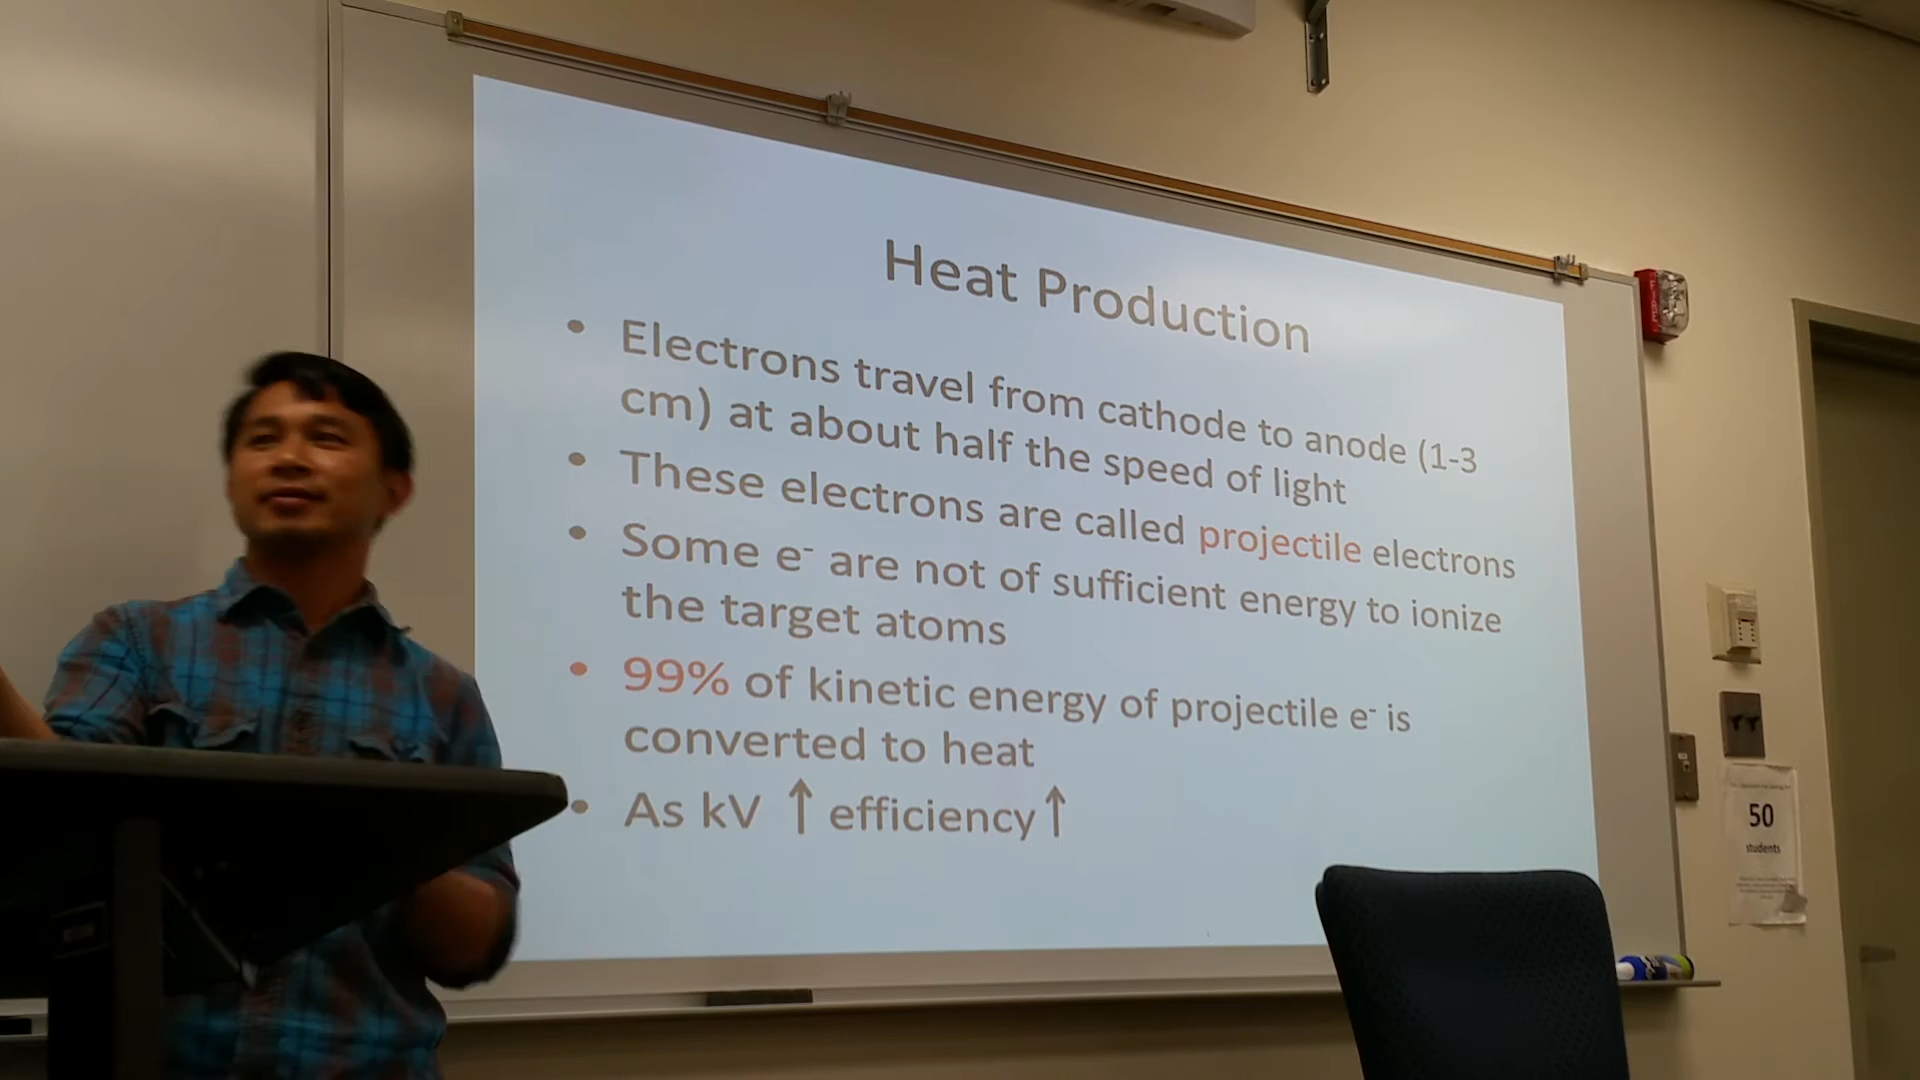 Heat Production
• Electrons travel from cathode to anode (1-3
cm) at about half the speed of light
• These electrons are called projectile electrons
• Some e⁻ are not of sufficient energy to ionize
the target atoms
• 99% of kinetic energy of projectile e⁻ is
converted to heat
• As kV ↑ efficiency ↑
50
students